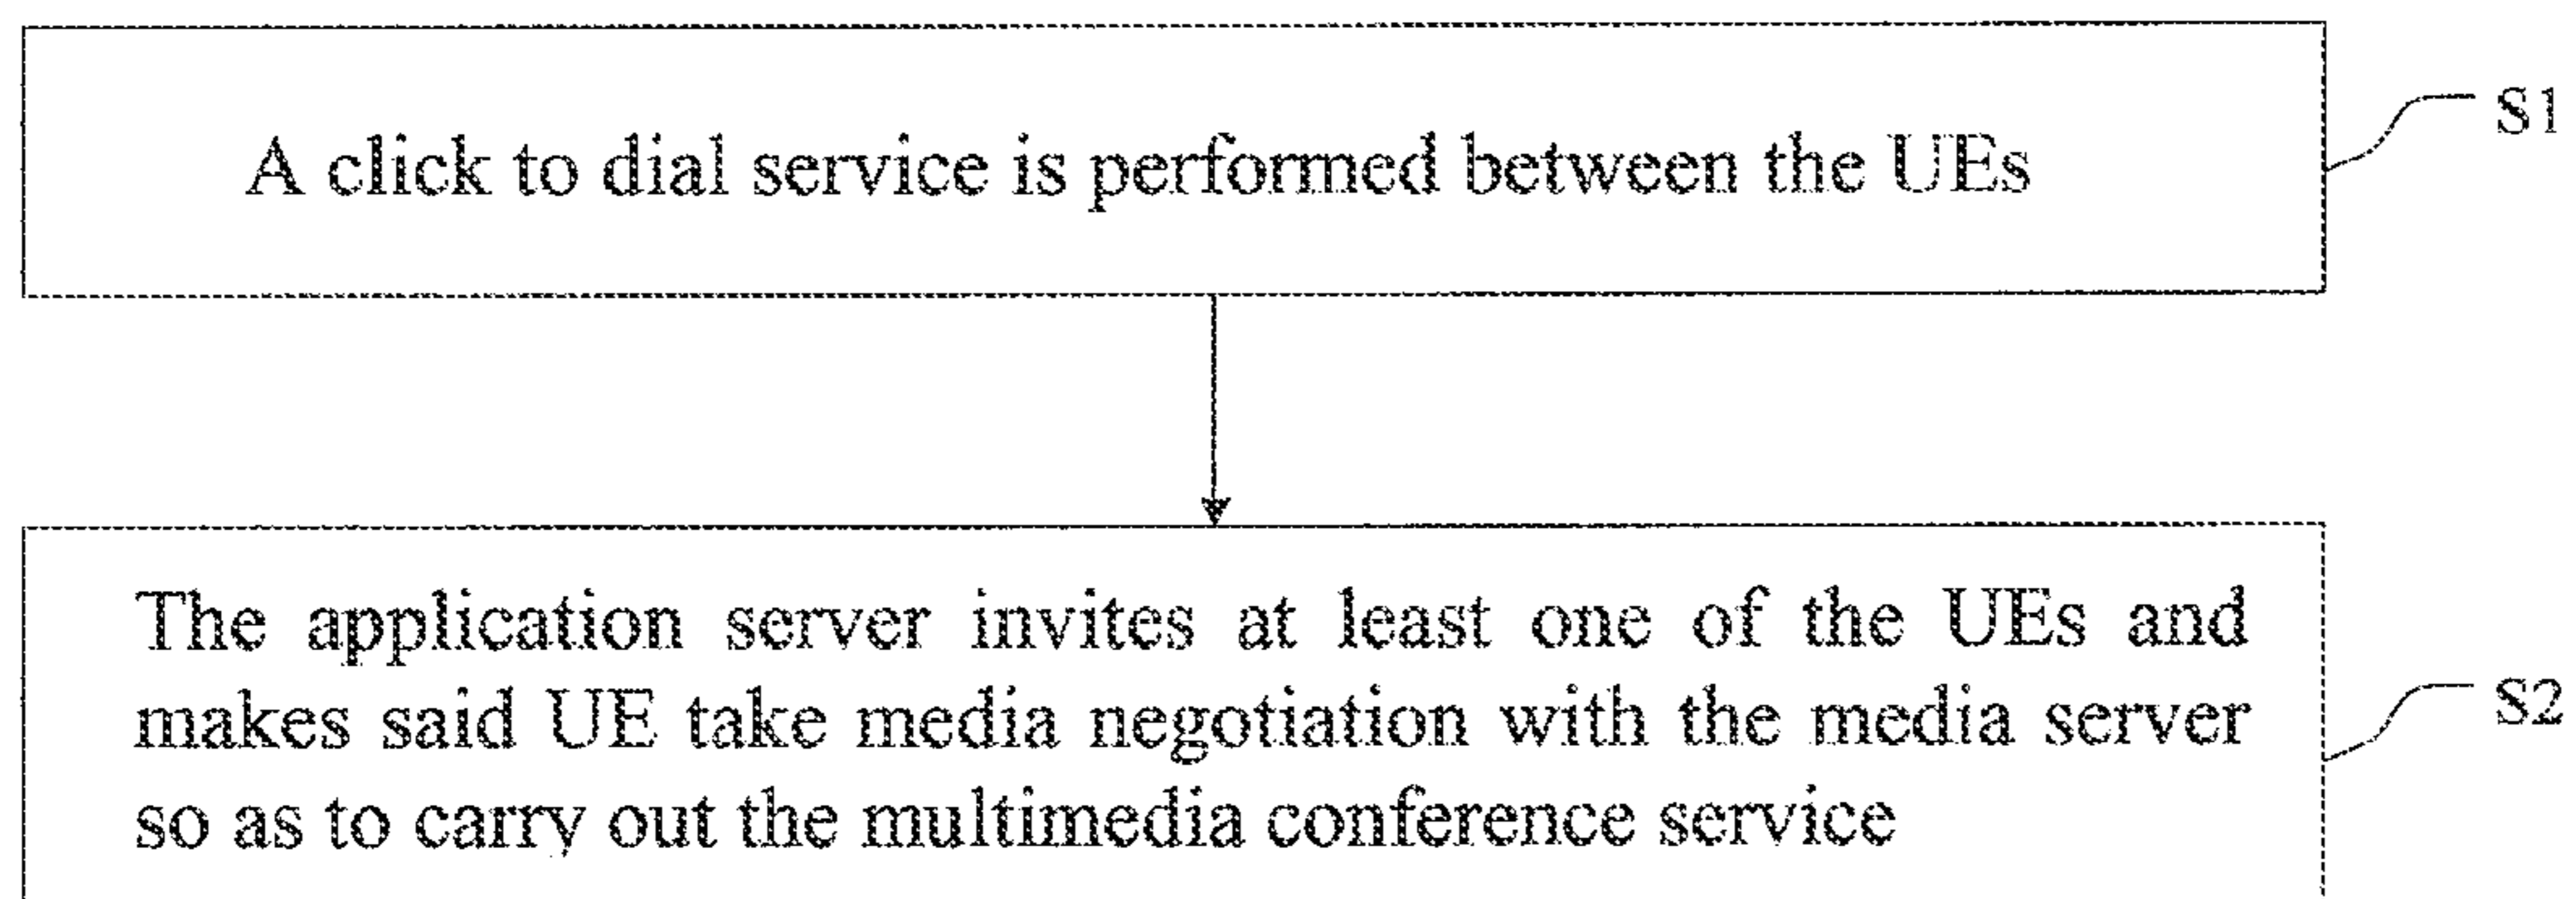 A click to dial service is performed between the UEs
S1
The application server invites at least one of the UEs and
makes said UE take media negotiation with the media server
so as to carry out the multimedia conference service
S2